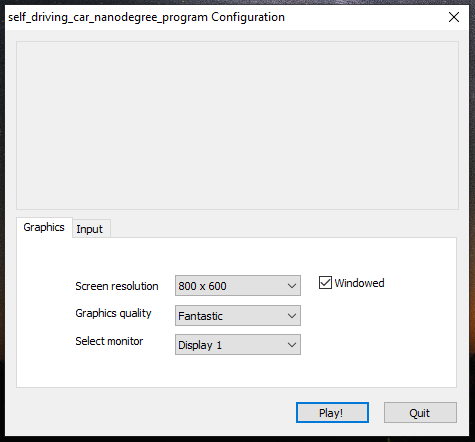 self_driving_car_nanodegree_program Configuration
Graphics Input
Screen resolution 800 x 600 Windowed
Graphics quality Fantastic
Select monitor Display 1
Play! Quit